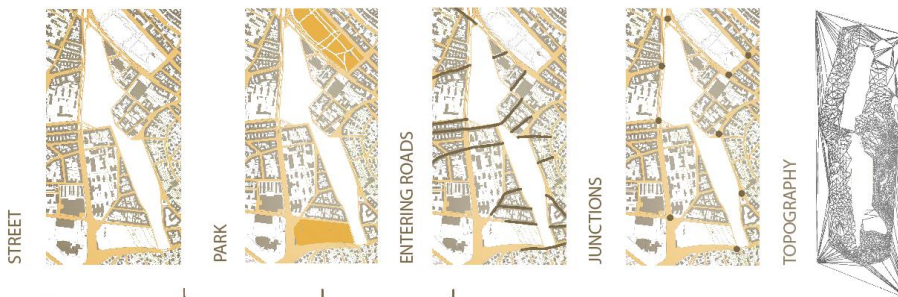 STREET
PARK
ENTERING ROADS
JUNCTIONS
TOPOGRAPHY